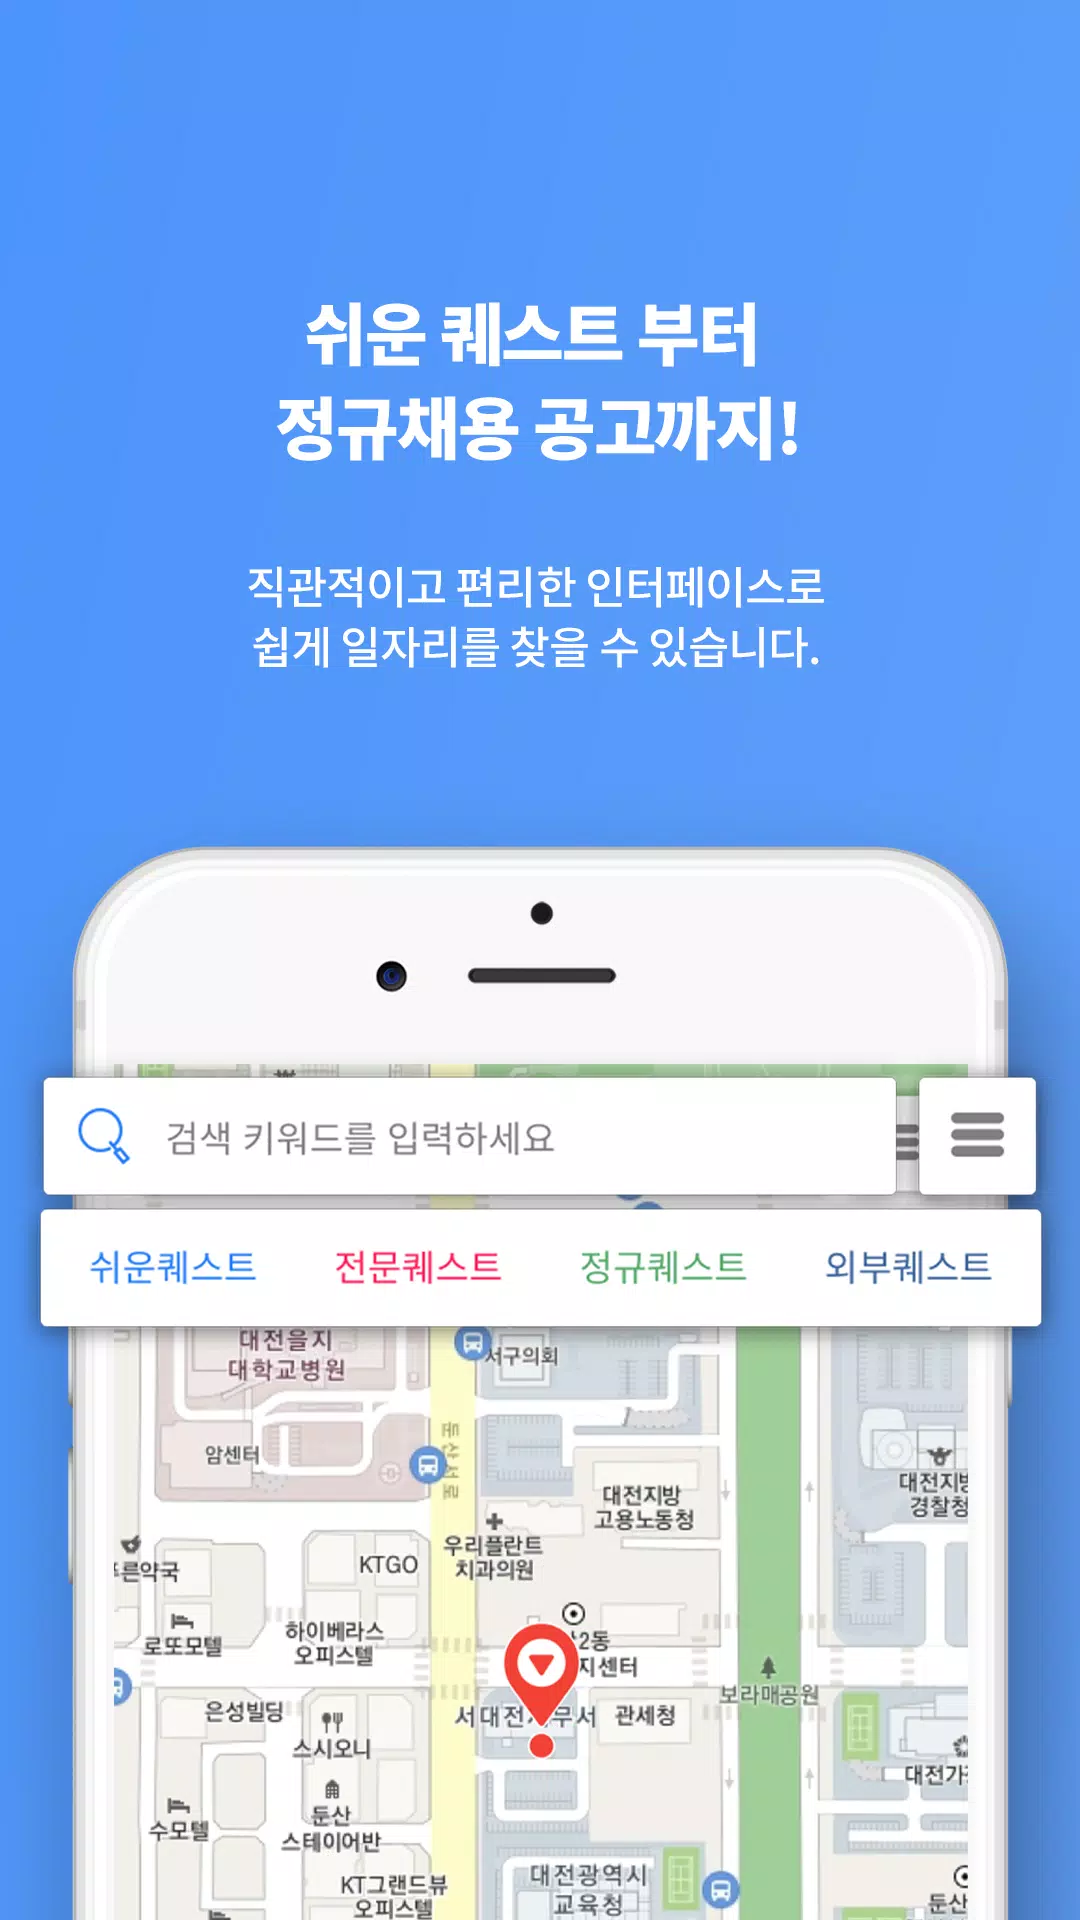 쉬운 퀘스트 부터
정규채용 공고까지!
직관적이고 편리한 인터페이스로
쉽게 일자리를 찾을 수 있습니다.
검색 키워드를 입력하세요
쉬운퀘스트 전문퀘스트 정규퀘스트 외부퀘스트
대전을지
대학교병원
서구의회
암센터
둔산서로
대전지방
고용노동청
대전지방
경찰청
우리플란트
치과의원
푸른약국
KTGO
로또모텔
하이베라스
오피스텔
2동
지센터
보라매공원
은성빌딩
스시오니
서대전세무서
관세청
대전가
수모텔
둔산
스테이어반
KT그랜드뷰
오피스텔
대전광역시
교육청
둔산